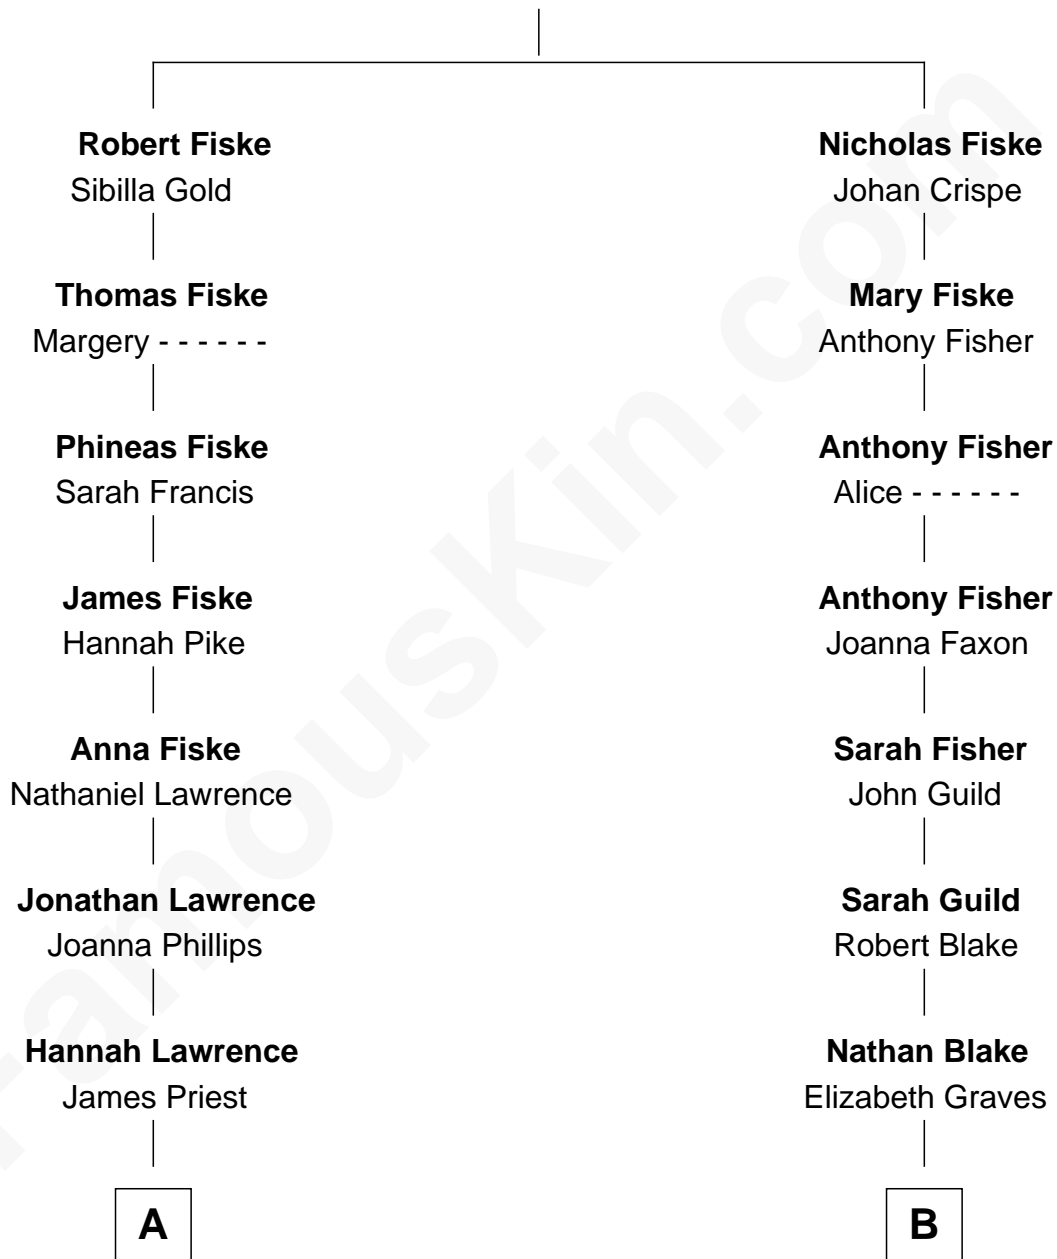 Robert Fiske
Sibilla Gold
Thomas Fiske
Margery - - - - - -
Phineas Fiske
Sarah Francis
James Fiske
Hannah Pike
Anna Fiske
Nathaniel Lawrence
Jonathan Lawrence
Joanna Phillips
Hannah Lawrence
James Priest
A
Nicholas Fiske
Johan Crispe
Mary Fiske
Anthony Fisher
Anthony Fisher
Alice - - - - - -
Anthony Fisher
Joanna Faxon
Sarah Fisher
John Guild
Sarah Guild
Robert Blake
Nathan Blake
Elizabeth Graves
B
FamousKin.com